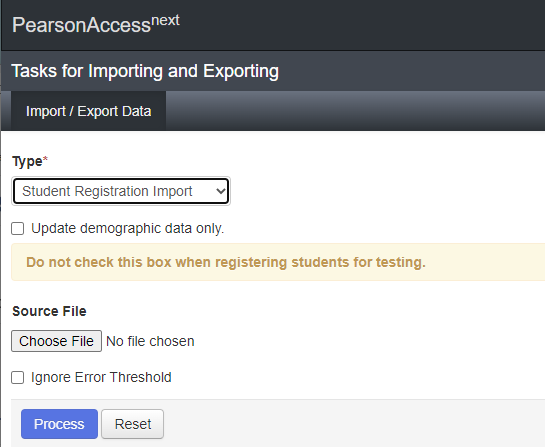 PearsonAccessnext
Tasks for Importing and Exporting
Import / Export Data
Type*
Student Registration Import
Update demographic data only.
Do not check this box when registering students for testing.
Source File
Choose File No file chosen
Ignore Error Threshold
Process Reset